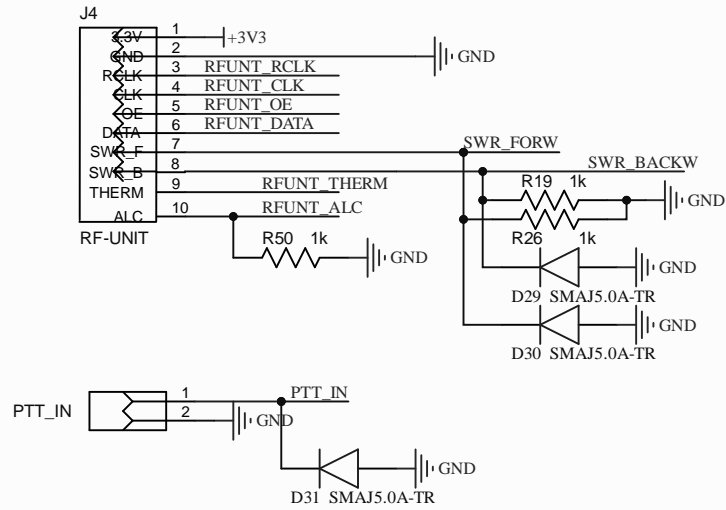 J4
3.3V 1 +3V3
GND 2 GND
RCLK 3 RFUNT_RCLK
CLK 4 RFUNT_CLK
OE 5 RFUNT_OE
DATA 6 RFUNT_DATA
SWR_F 7 SWR_FORW
SWR_B 8 SWR_BACKW
THERM 9 RFUNT_THERM
R19 1k
GND
ALC 10 RFUNT_ALC
RF-UNIT
R50 1k
GND
R26 1k
GND
D29 SMAJ5.0A-TR
GND
D30 SMAJ5.0A-TR
PTT_IN
1 PTT_IN
2 GND
GND
D31 SMAJ5.0A-TR